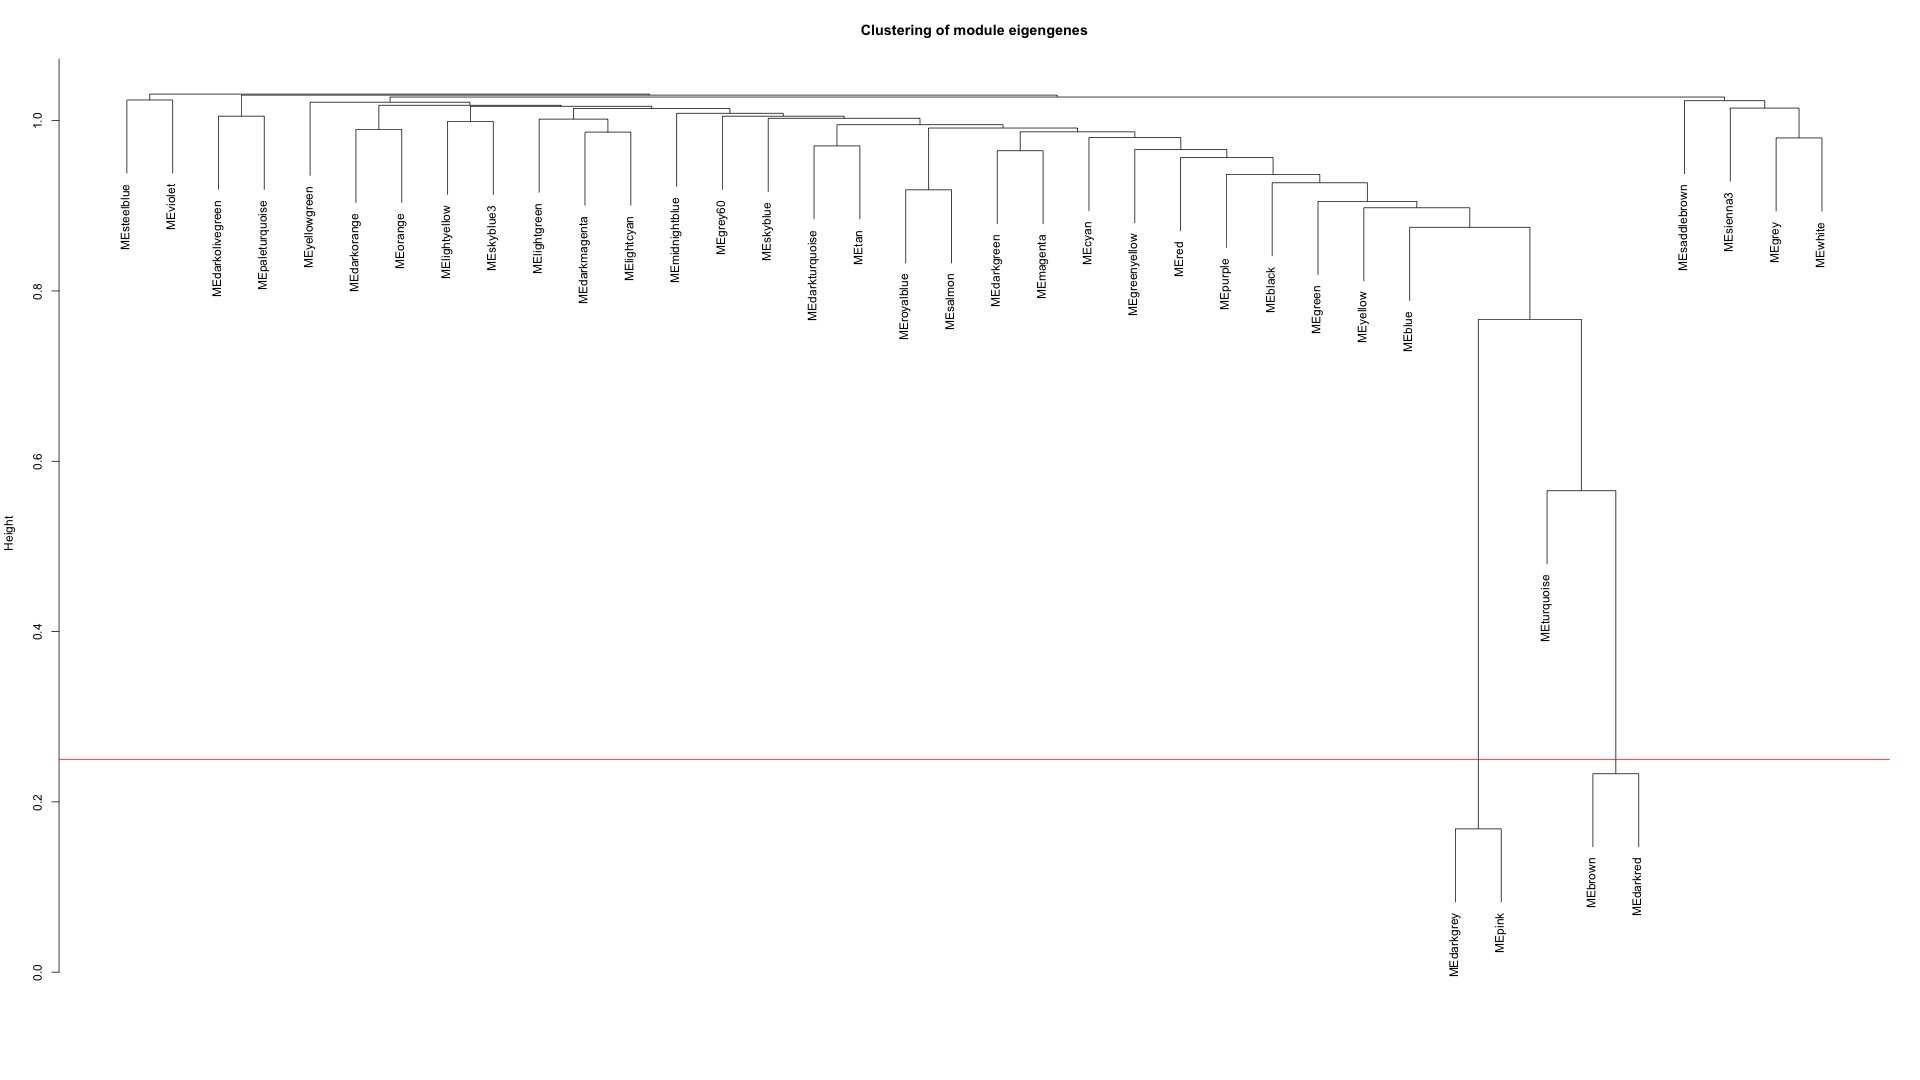 Clustering of module eigengenes
Height
1.0
0.8
0.6
0.4
0.2
0.0
MEsteelblue
MEviolet
MEdarkolivegreen
MEpaleturquoise
MEyellowgreen
MEdarkorange
MEorange
MElightyellow
MEskyblue3
MElightgreen
MEdarkmagenta
MElightcyan
MEmidnightblue
MEgrey60
MEskyblue
MEdarkturquoise
MEtan
MEroyalblue
MEsalmon
MEdarkgreen
MEmagenta
MEcyan
MEgreenyellow
MEred
MEpurple
MEblack
MEgreen
MEyellow
MEblue
MEdarkgrey
MEpink
MEturquoise
MEbrown
MEdarkred
MEsaddlebrown
MEsienna3
MEgrey
MEwhite